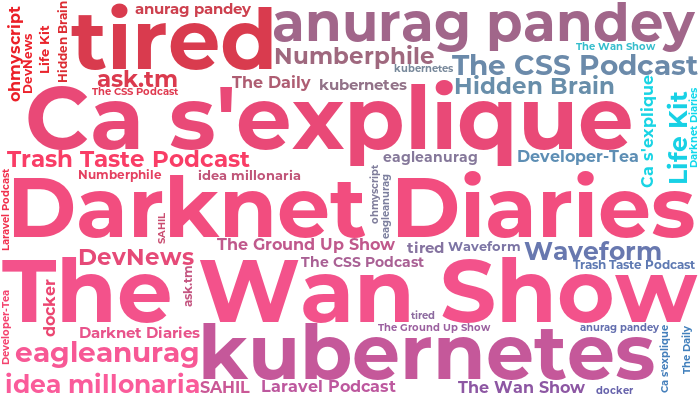 anurag pandey
tired
anurag pandey
ohmyscript
DevNews
Life Kit
Hidden Brain
The Wan Show
Numberphile
kubernetes
The CSS Podcast
ask.tm
The CSS Podcast
The Daily
kubernetes
Hidden Brain
Ca s'explique
Ca s'explique
Life Kit
Darknet Diaries
Trash Taste Podcast
eagleanurag
Developer-Tea
Numberphile
idea millonaria
Laravel Podcast
ohmyscript
eagleanurag
Darknet Diaries
SAHIL
The Ground Up Show
tired
Waveform
Waveform
DevNews
The CSS Podcast
Trash Taste Podcast
The Wan Show
ask.tm
docker
Developer-Tea
tired
Darknet Diaries
The Ground Up Show
anurag pandey
kubernetes
Ca s'explique
The Daily
eagleanurag
idea millonaria
SAHIL
Laravel Podcast
The Wan Show
docker